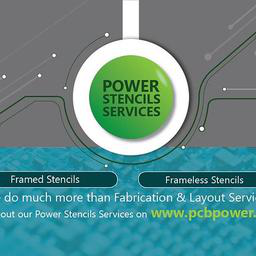 POWER
STENCILS
SERVICES
Framed Stencils
Frameless Stencils
do much more than Fabrication & Layout Servi
out our Power Stencils Services on www.pcbpower.